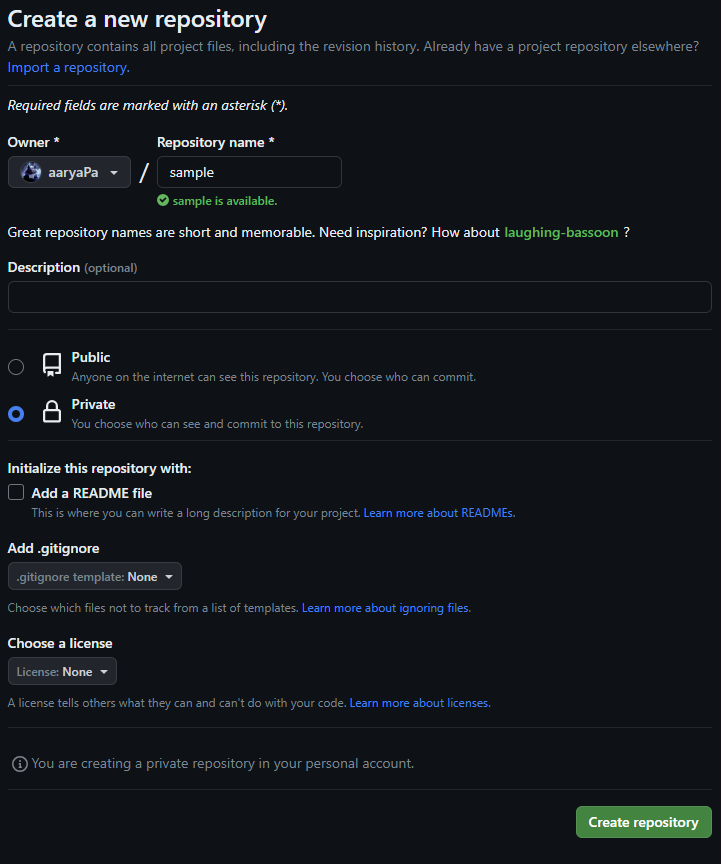 Create a new repository
A repository contains all project files, including the revision history. Already have a project repository elsewhere?
Import a repository.
Required fields are marked with an asterisk (*).
Owner *
Repository name *
aaryaPa
/
sample
sample is available.
Great repository names are short and memorable. Need inspiration? How about laughing-bassoon ?
Description (optional)
Public
Anyone on the internet can see this repository. You choose who can commit.
Private
You choose who can see and commit to this repository.
Initialize this repository with:
Add a README file
This is where you can write a long description for your project. Learn more about READMEs.
Add .gitignore
.gitignore template: None
Choose which files not to track from a list of templates. Learn more about ignoring files.
Choose a license
License: None
A license tells others what they can and can't do with your code. Learn more about licenses.
You are creating a private repository in your personal account.
Create repository